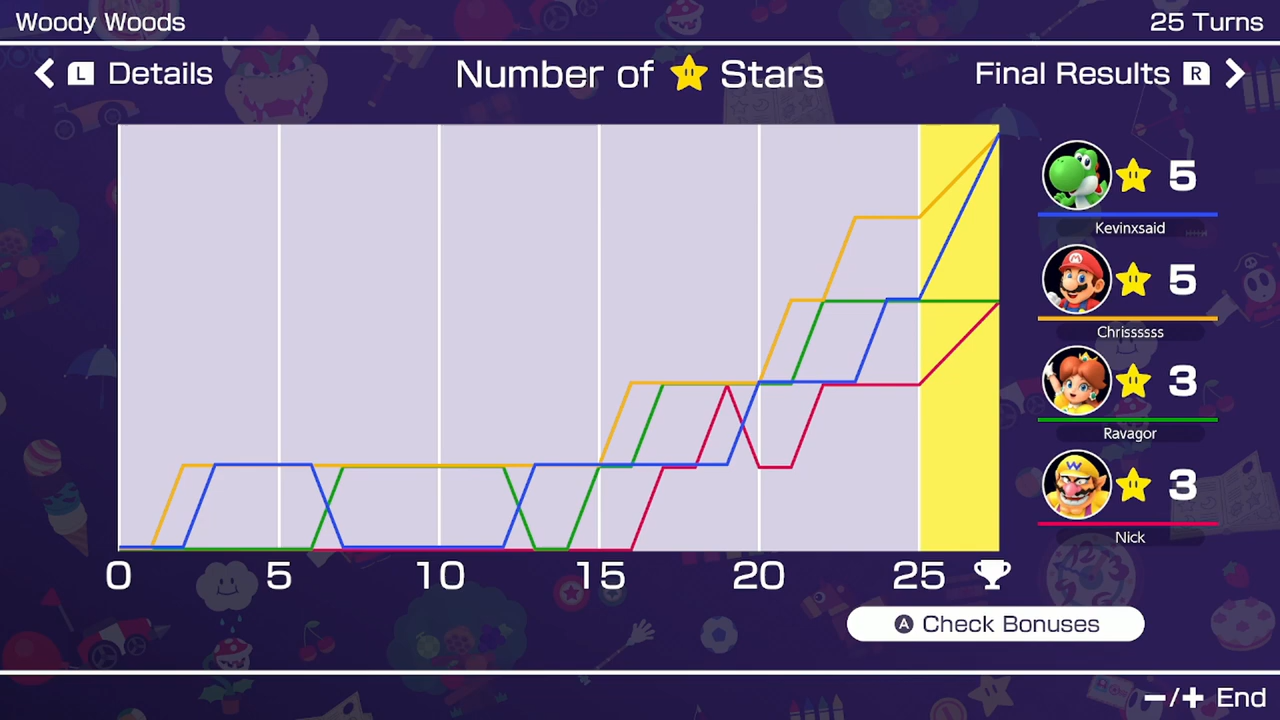 Woody Woods
25 Turns
L Details
Number of Stars
Final Results R
5
Kevinxsaid
5
Chrissssss
3
Ravagor
3
Nick
0 5 10 15 20 25
A Check Bonuses
−/+ End